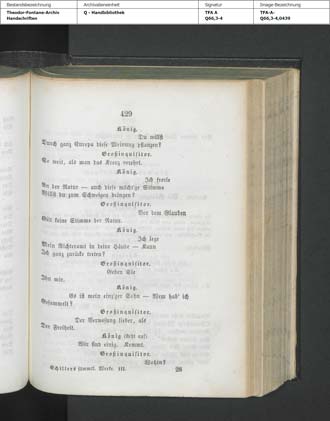 Bestandsbezeichnung
Archivalieneinheit
Signatur
Image-Bezeichnung
Theodor-Fontane-Archiv
Handschriften
Q - Handbibliothek
TFA A
Q66,3-4
TFA-A-
Q66,3-4,0439
429
König.
Du willst
Durch ganz Europa diese Meinung pflanzen?
Großinquisitor.
So weit, als man das Kreuz verehrt.
König.
Ich frevle
An der Natur — auch diese mächt'ge Stimme
Willst du zum Schweigen bringen?
Großinquisitor.
Vor dem Glauben
Gilt keine Stimme der Natur.
König.
Ich lege
Mein Richteramt in deine Hände — Kann
Ich ganz zurücke treten?
Großinquisitor.
Geben Sie
Ihn mir.
König.
Es ist mein einz'ger Sohn — Wem hab' ich
Gesammelt?
Großinquisitor.
Der Verwesung lieber, als
Der Freiheit.
König (steht auf)
Wir sind einig. Kommt.
Großinquisitor.
Wohin?
Schillers sämmtl. Werke. III.
28